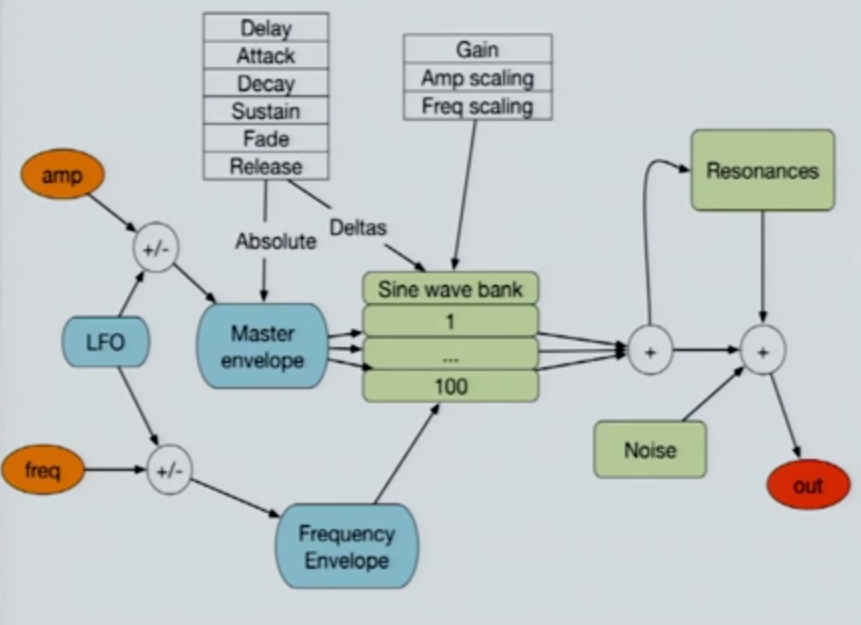 Delay
Attack
Decay
Sustain
Fade
Release
Gain
Amp scaling
Freq scaling
amp
+/-
Absolute
Deltas
Resonances
LFO
Master
envelope
Sine wave bank
1
...
100
+
+
freq
+/-
Noise
out
Frequency
Envelope